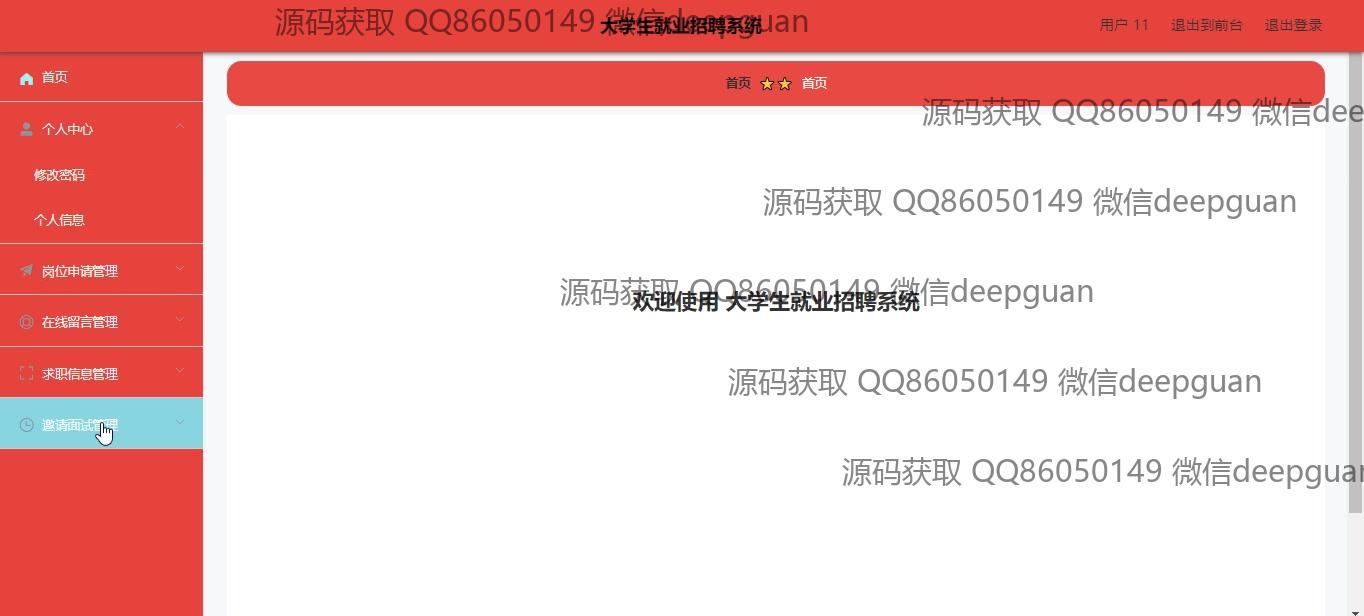 源码获取 QQ86050149 微信deepguan
大学生就业招聘系统
用户 11 退出到前台 退出登录
首页
首页 首页
源码获取 QQ86050149 微信dee
个人中心
修改密码
源码获取 QQ86050149 微信deepguan
个人信息
岗位申请管理
源码获取 QQ86050149 微信deepguan
欢迎使用 大学生就业招聘系统
在线留言管理
求职信息管理
源码获取 QQ86050149 微信deepguan
邀请面试管理
源码获取 QQ86050149 微信deepguan